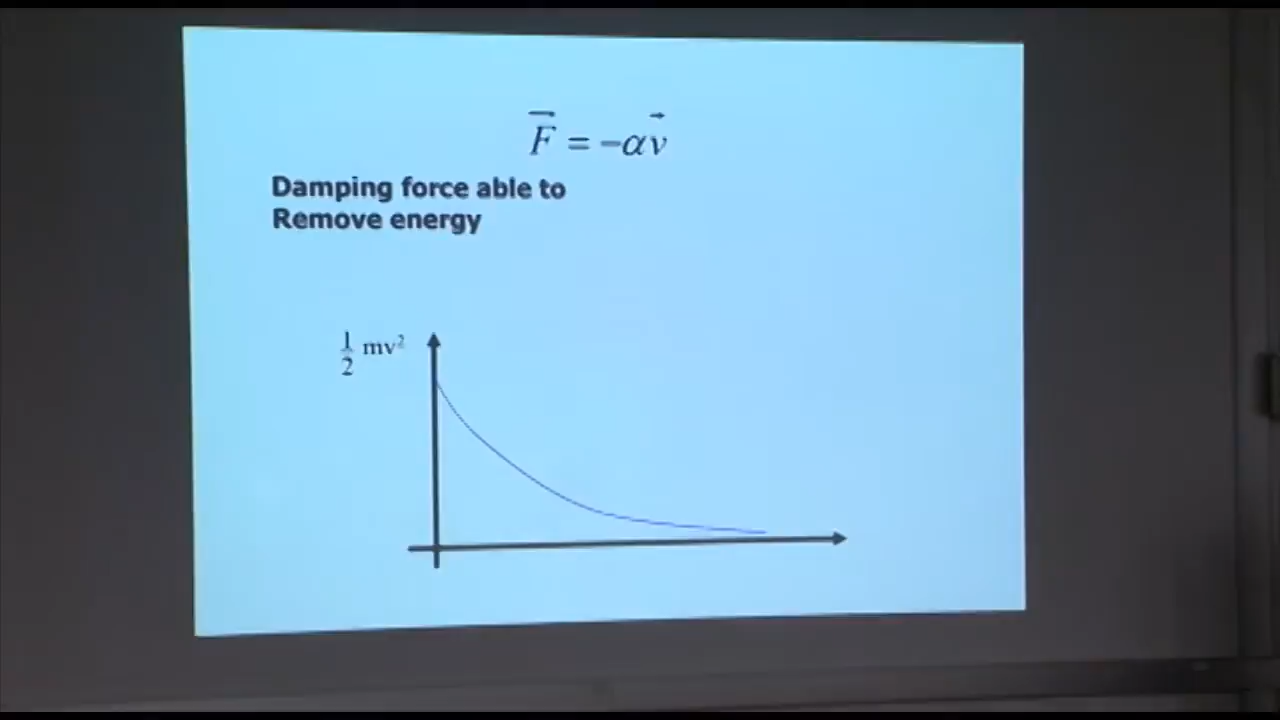 F = -αv
Damping force able to
Remove energy
1/2 mv²